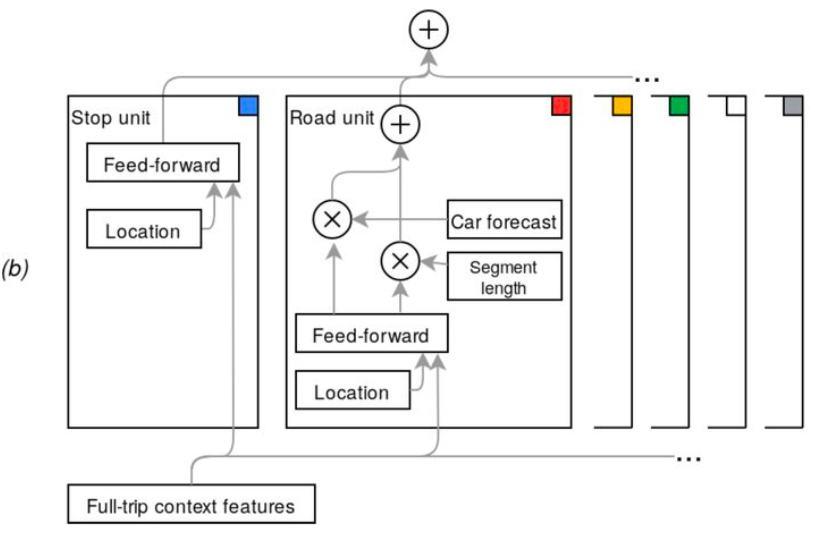 ...
Stop unit
Road unit
Feed-forward
Location
Car forecast
Segment
length
(b)
Feed-forward
Location
...
Full-trip context features